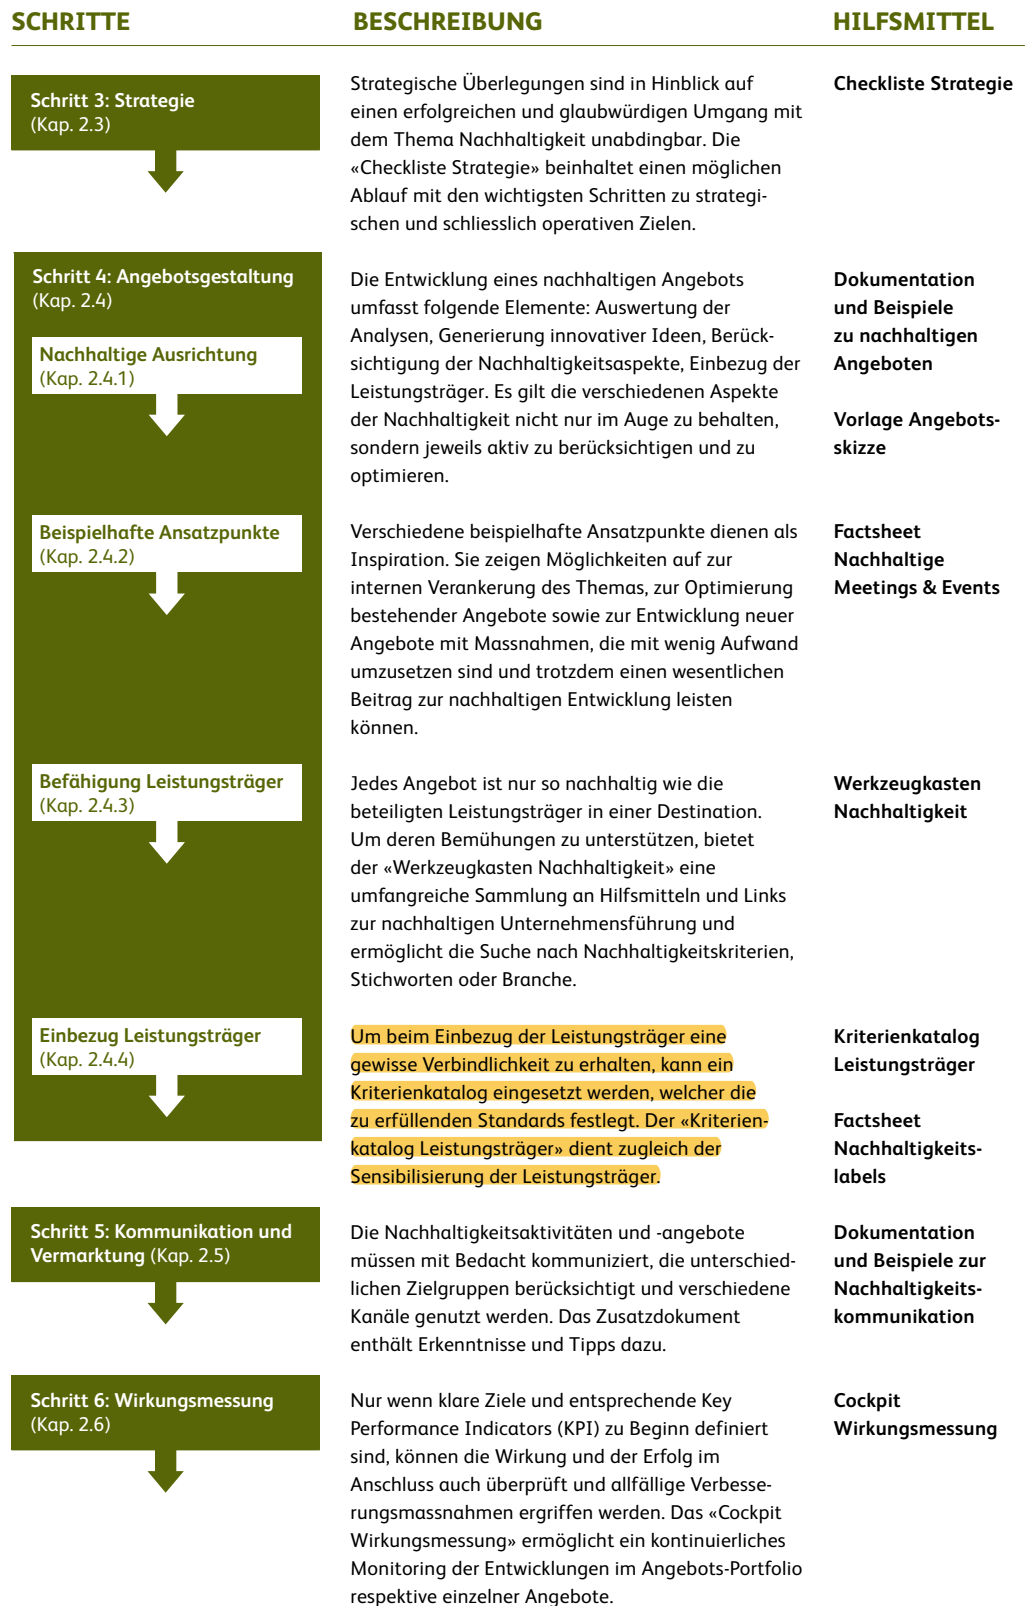 SCHRITTE
BESCHREIBUNG
HILFSMITTEL
Schritt 3: Strategie
(Kap. 2.3)
Strategische Überlegungen sind in Hinblick auf
einen erfolgreichen und glaubwürdigen Umgang mit
dem Thema Nachhaltigkeit unabdingbar. Die
«Checkliste Strategie» beinhaltet einen möglichen
Ablauf mit den wichtigsten Schritten zu strategi-
schen und schliesslich operativen Zielen.
Checkliste Strategie
Schritt 4: Angebotsgestaltung
(Kap. 2.4)
Nachhaltige Ausrichtung
(Kap. 2.4.1)
Die Entwicklung eines nachhaltigen Angebots
umfasst folgende Elemente: Auswertung der
Analysen, Generierung innovativer Ideen, Berück-
sichtigung der Nachhaltigkeitsaspekte, Einbezug der
Leistungsträger. Es gilt die verschiedenen Aspekte
der Nachhaltigkeit nicht nur im Auge zu behalten,
sondern jeweils aktiv zu berücksichtigen und zu
optimieren.
Dokumentation
und Beispiele
zu nachhaltigen
Angeboten
Vorlage Angebots-
skizze
Beispielhafte Ansatzpunkte
(Kap. 2.4.2)
Verschiedene beispielhafte Ansatzpunkte dienen als
Inspiration. Sie zeigen Möglichkeiten auf zur
internen Verankerung des Themas, zur Optimierung
bestehender Angebote sowie zur Entwicklung neuer
Angebote mit Massnahmen, die mit wenig Aufwand
umzusetzen sind und trotzdem einen wesentlichen
Beitrag zur nachhaltigen Entwicklung leisten
können.
Factsheet
Nachhaltige
Meetings & Events
Befähigung Leistungsträger
(Kap. 2.4.3)
Jedes Angebot ist nur so nachhaltig wie die
beteiligten Leistungsträger in einer Destination.
Um deren Bemühungen zu unterstützen, bietet
der «Werkzeugkasten Nachhaltigkeit» eine
umfangreiche Sammlung an Hilfsmitteln und Links
zur nachhaltigen Unternehmensführung und
ermöglicht die Suche nach Nachhaltigkeitskriterien,
Stichworten oder Branche.
Werkzeugkasten
Nachhaltigkeit
Einbezug Leistungsträger
(Kap. 2.4.4)
Um beim Einbezug der Leistungsträger eine
gewisse Verbindlichkeit zu erhalten, kann ein
Kriterienkatalog eingesetzt werden, welcher die
zu erfüllenden Standards festlegt. Der «Kriterien-
katalog Leistungsträger» dient zugleich der
Sensibilisierung der Leistungsträger.
Kriterienkatalog
Leistungsträger
Factsheet
Nachhaltigkeits-
labels
Schritt 5: Kommunikation und
Vermarktung (Kap. 2.5)
Die Nachhaltigkeitsaktivitäten und -angebote
müssen mit Bedacht kommuniziert, die unterschied-
lichen Zielgruppen berücksichtigt und verschiedene
Kanäle genutzt werden. Das Zusatzdokument
enthält Erkenntnisse und Tipps dazu.
Dokumentation
und Beispiele zur
Nachhaltigkeits-
kommunikation
Schritt 6: Wirkungsmessung
(Kap. 2.6)
Nur wenn klare Ziele und entsprechende Key
Performance Indicators (KPI) zu Beginn definiert
sind, können die Wirkung und der Erfolg im
Anschluss auch überprüft und allfällige Verbesse-
rungsmassnahmen ergriffen werden. Das «Cockpit
Wirkungsmessung» ermöglicht ein kontinuierliches
Monitoring der Entwicklungen im Angebots-Portfolio
respektive einzelner Angebote.
Cockpit
Wirkungsmessung